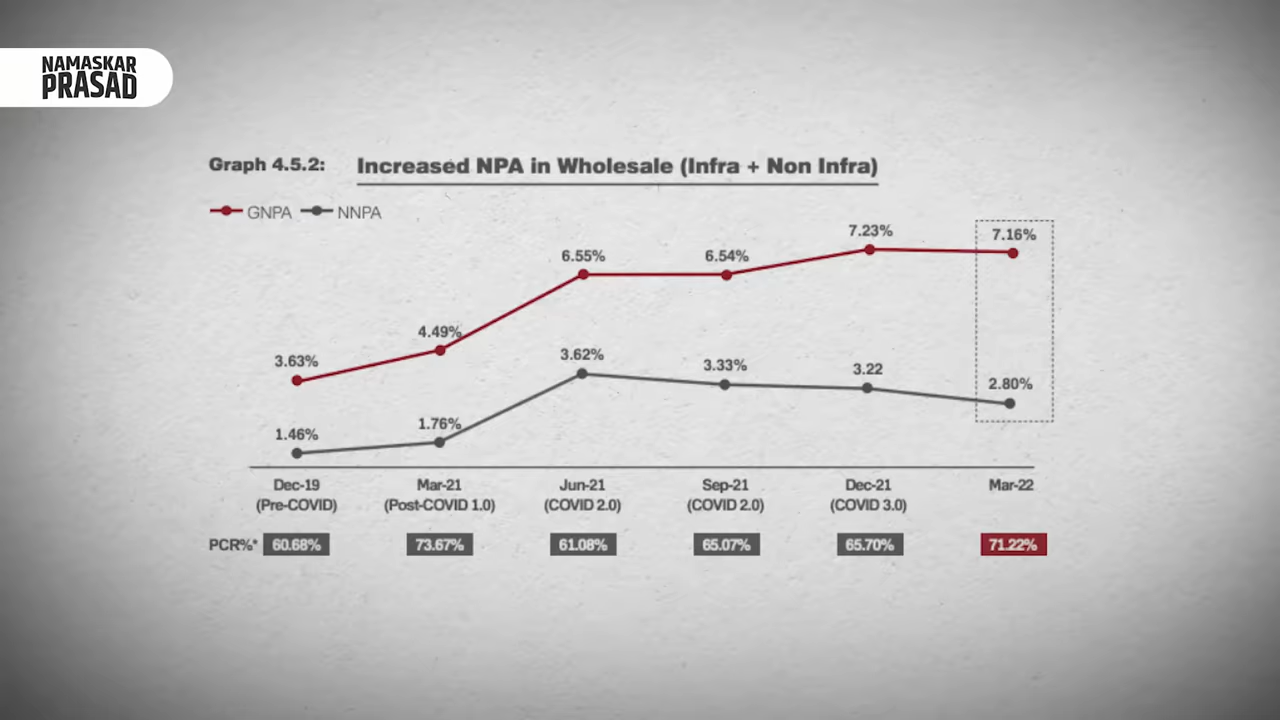 NAMASKAR
PRASAD
Graph 4.5.2: Increased NPA in Wholesale (Infra + Non Infra)
GNPA NNPA
7.23% 7.16%
6.55% 6.54%
4.49%
3.63%
3.62% 3.33% 3.22 2.80%
1.46% 1.76%
Dec-19 Mar-21 Jun-21 Sep-21 Dec-21 Mar-22
(Pre-COVID) (Post-COVID 1.0) (COVID 2.0) (COVID 2.0) (COVID 3.0)
PCR%* 60.68% 73.67% 61.08% 65.07% 65.70% 71.22%